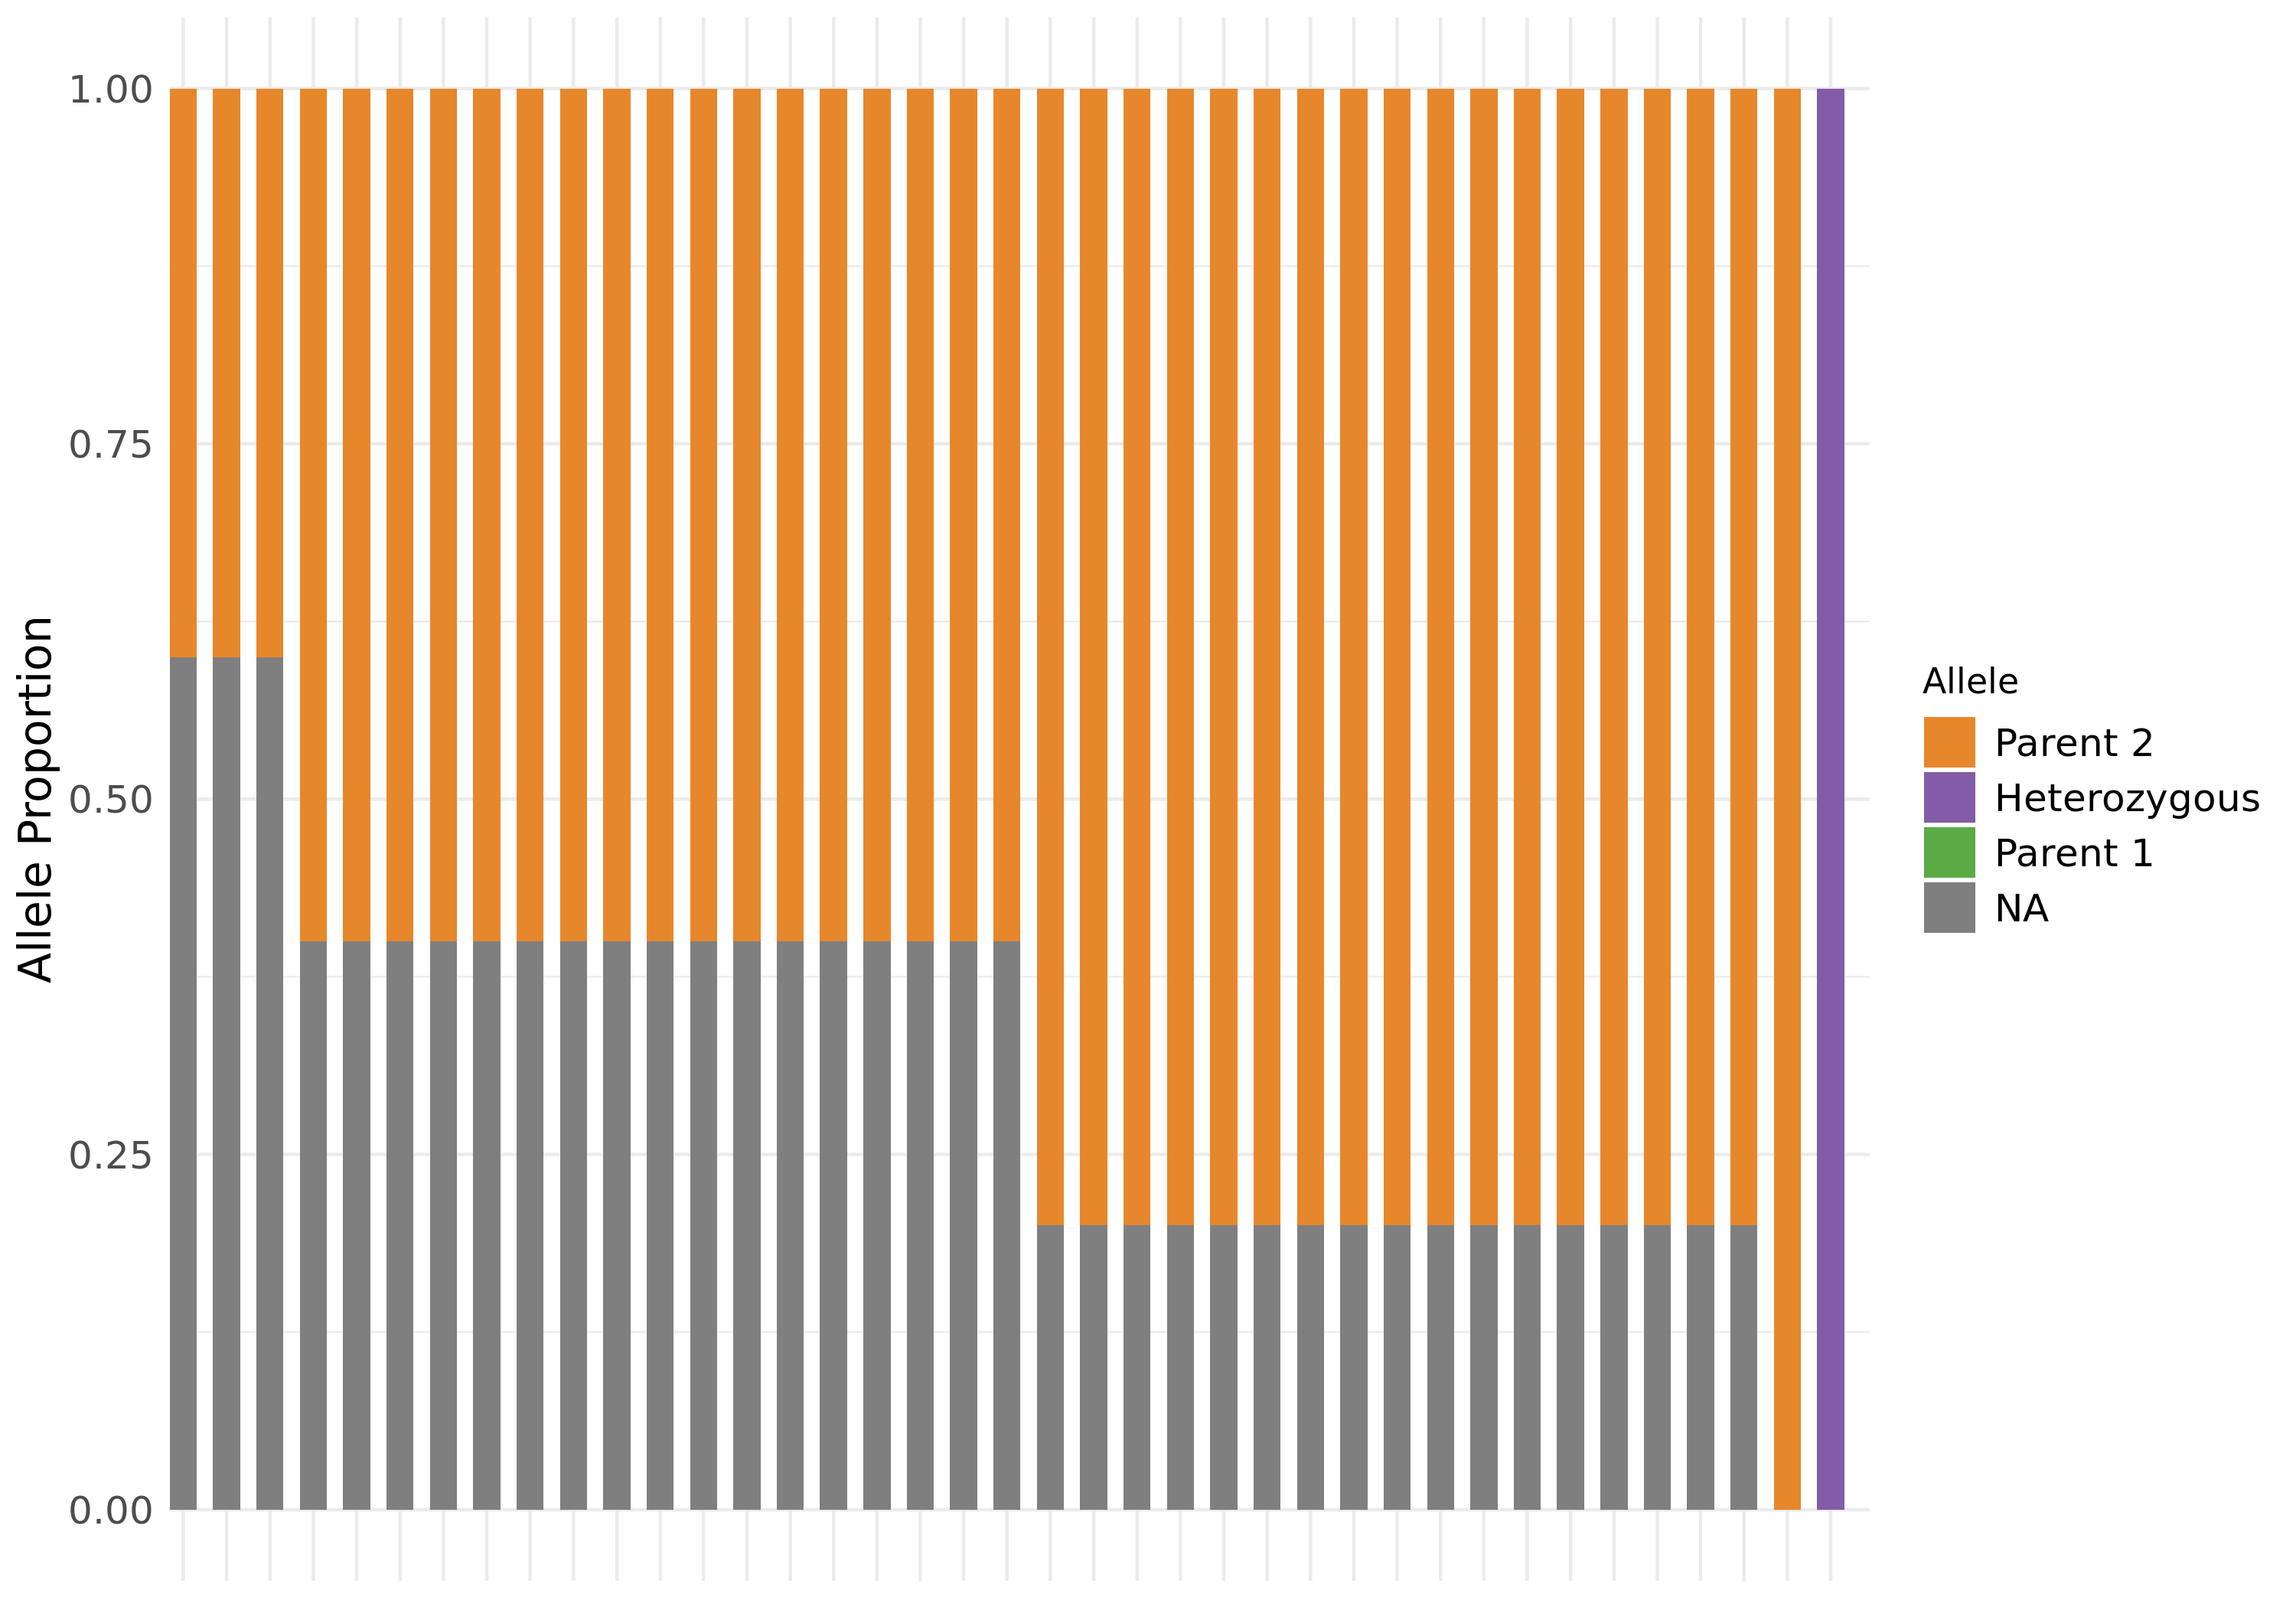 1.00
0.75
0.50
0.25
0.00
Allele Proportion
Allele
Parent 2
Heterozygous
Parent 1
NA